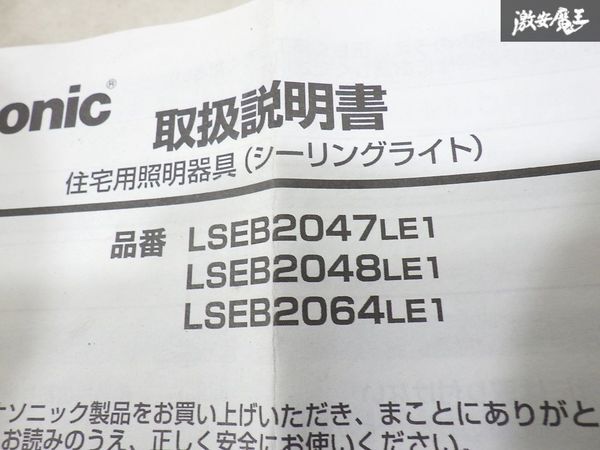 激安魔王
onic®
取扱説明書
住宅用照明器具(シーリングライト)
品番 LSEB2047LE1
LSEB2048LE1
LSEB2064LE1
ナソニック製品をお買い上げいただき、まことにありがと
お読みのうえ、正しく安全にお使いください。